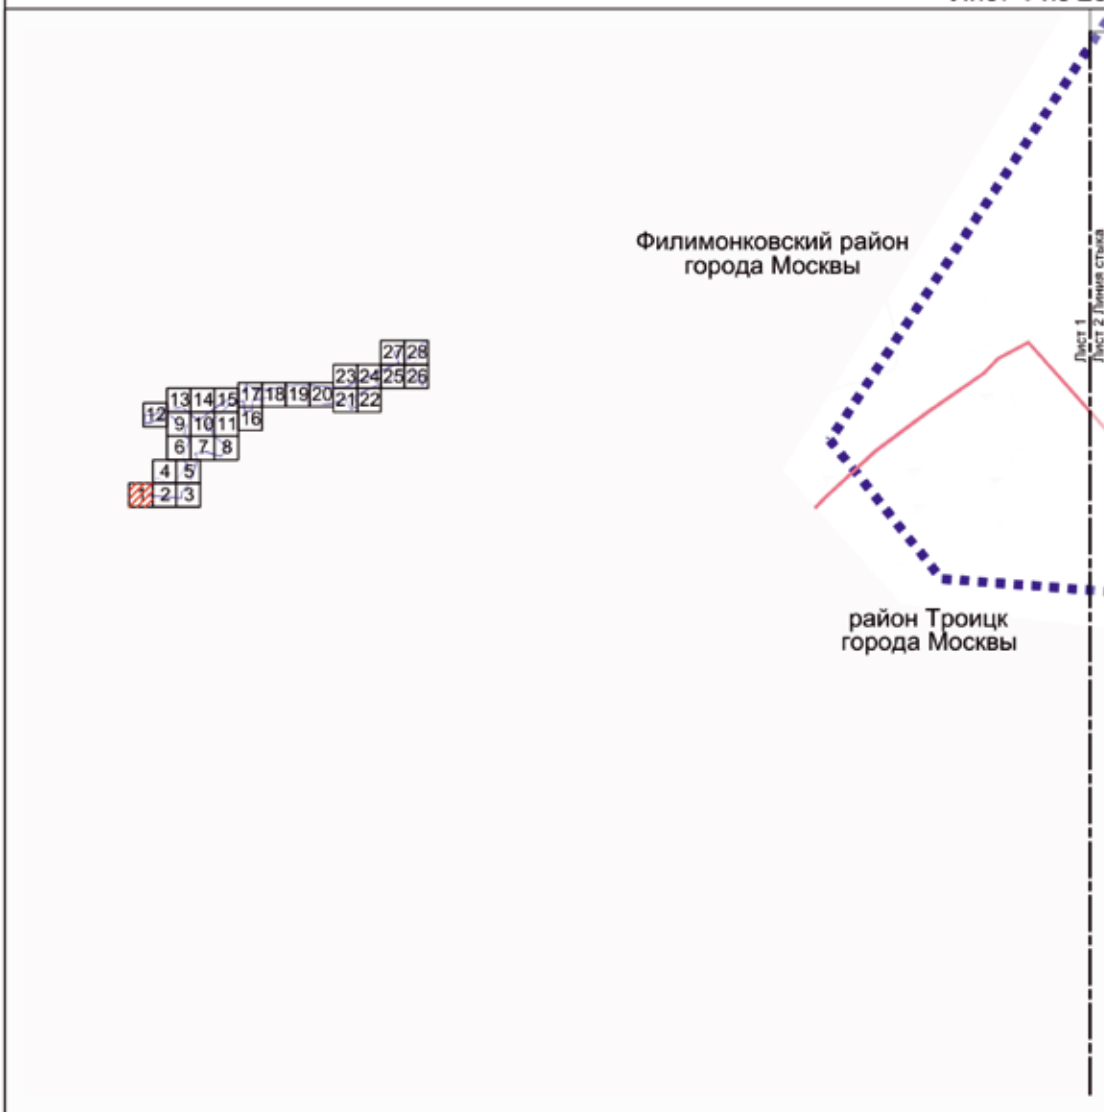 Филимонковский район
города Москвы
Лист 1
Лист 2 Линия стыка
27 28
23 24 25 26
13 14 15 17 18 19 20 21 22
12 9 10 11 16
6 7 8
4 5
1 2 3
район Троицк
города Москвы